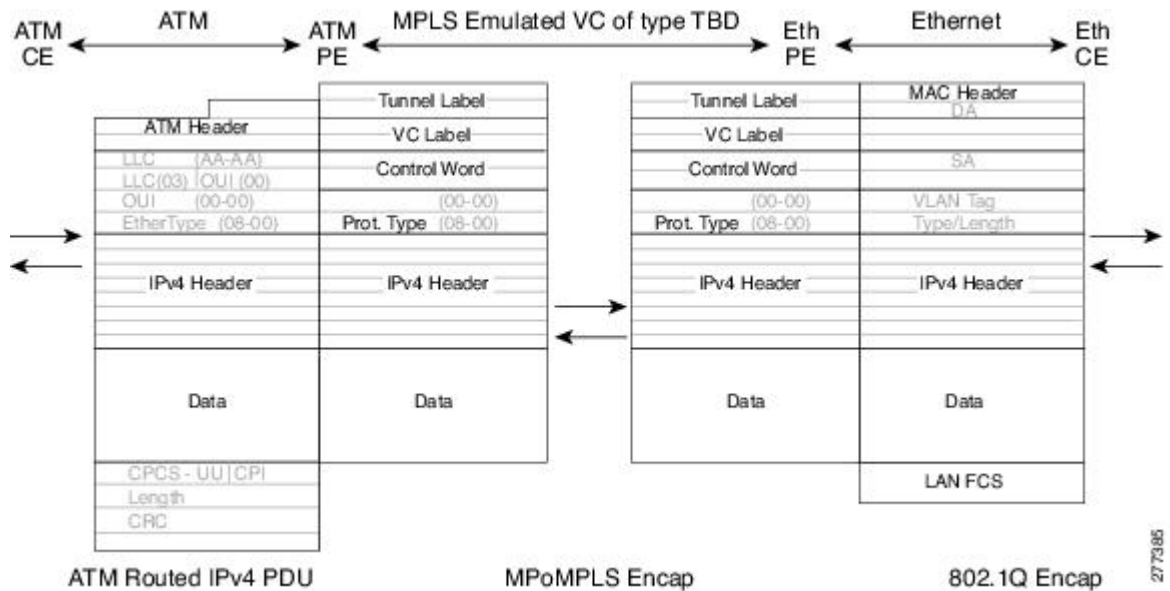 ATM CE
ATM
ATM PE
MPLS Emulated VC of type TBD
Eth PE
Ethernet
Eth CE
ATM Header
LLC (AA-AA)
LLC(03) OUI (00)
OUI (00-00)
EtherType (08-00)
IPv4 Header
Data
CPCS - UU | CPI
Length
CRC
Tunnel Label
VC Label
Control Word
(00-00)
Prot. Type (08-00)
IPv4 Header
Data
Tunnel Label
VC Label
Control Word
(00-00)
Prot. Type (08-00)
IPv4 Header
Data
MAC Header
DA
SA
VLAN Tag
Type/Length
IPv4 Header
Data
LAN FCS
ATM Routed IPv4 PDU
MPoMPLS Encap
802.1Q Encap
277385